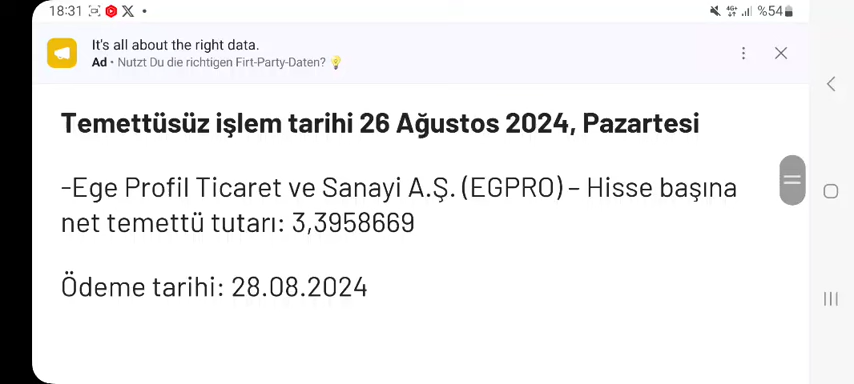 18:31 X • 4G+ %54
It's all about the right data.
Ad • Nutzt Du die richtigen Firt-Party-Daten? 💡
Temettüsüz işlem tarihi 26 Ağustos 2024, Pazartesi
-Ege Profil Ticaret ve Sanayi A.Ş. (EGPRO) – Hisse başına
net temettü tutarı: 3,3958669
Ödeme tarihi: 28.08.2024